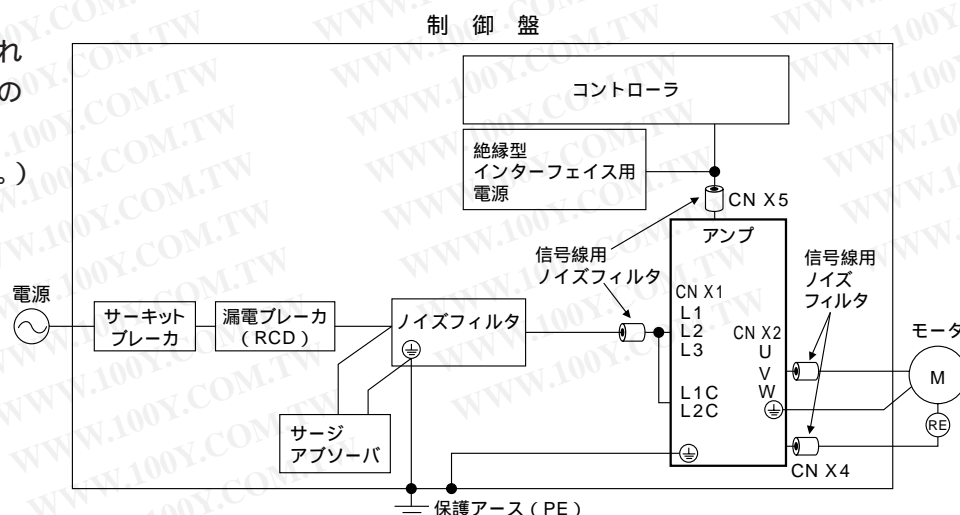 れ
の
。)
制 御 盤
コントローラ
絶縁型
インターフェイス用
電源
CN X5
アンプ
信号線用
ノイズフィルタ
信号線用
ノイズ
フィルタ
電源
サーキット
ブレーカ
漏電ブレーカ
(RCD)
ノイズフィルタ
CN X1
L1
L2
L3
L1C
L2C
CN X2
U
V
W
モータ
M
RE
サージ
アブソーバ
CN X4
保護アース(PE)
WWW.100Y.COM.TW